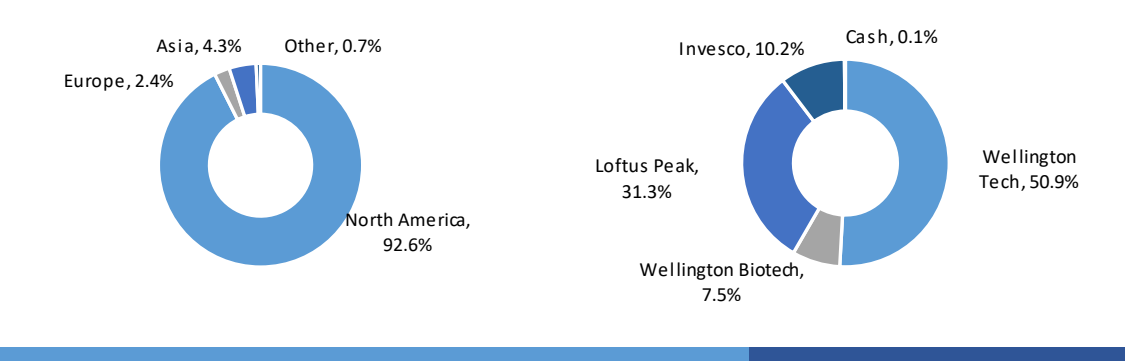 Asia, 4.3%
Other, 0.7%
Europe, 2.4%
North America,
92.6%
Invesco, 10.2%
Cash, 0.1%
Loftus Peak,
31.3%
Wellington
Tech, 50.9%
Wellington Biotech,
7.5%